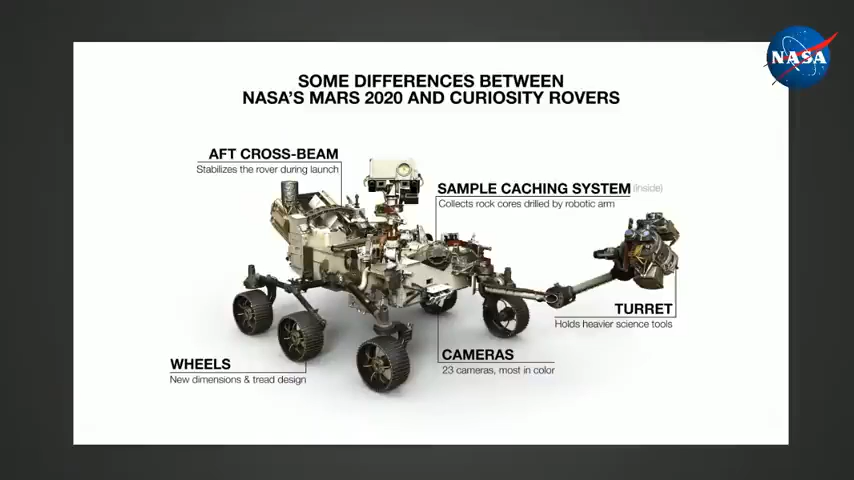 NASA
SOME DIFFERENCES BETWEEN
NASA'S MARS 2020 AND CURIOSITY ROVERS
AFT CROSS-BEAM
Stabilizes the rover during launch
SAMPLE CACHING SYSTEM (inside)
Collects rock cores drilled by robotic arm
TURRET
Holds heavier science tools
CAMERAS
23 cameras, most in color
WHEELS
New dimensions & tread design